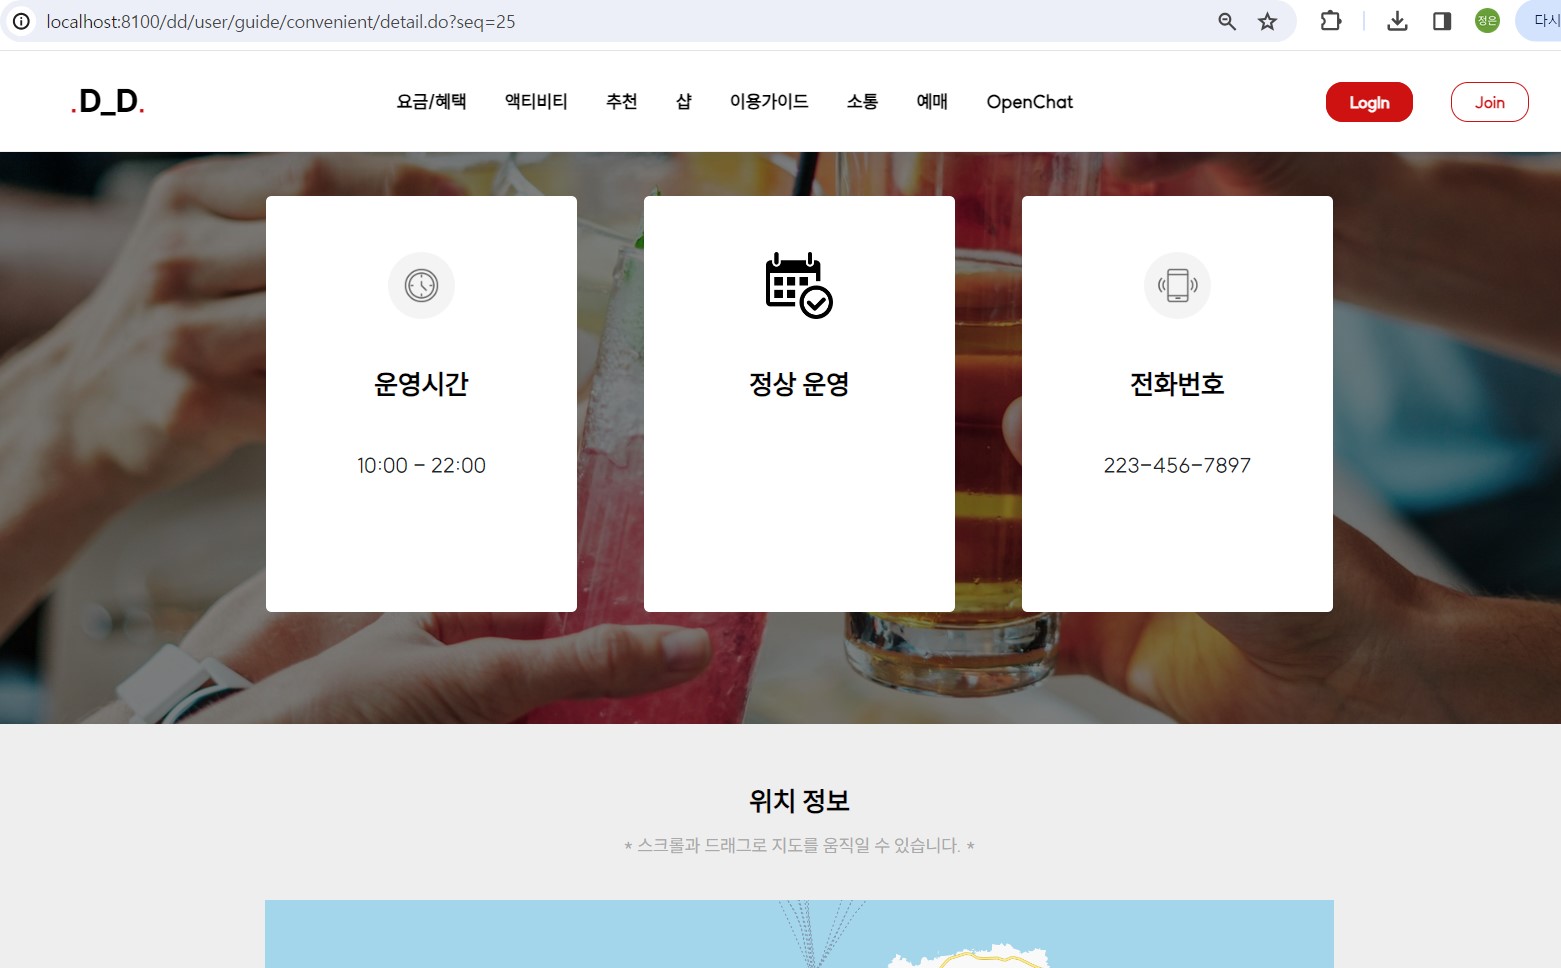 localhost:8100/dd/user/guide/convenient/detail.do?seq=25
정은
다시
.D_D.
요금/혜택 액티비티 추천 샵 이용가이드 소통 예매 OpenChat
LogIn
Join
운영시간
10:00 - 22:00
정상 운영
전화번호
223-456-7897
위치 정보
* 스크롤과 드래그로 지도를 움직일 수 있습니다. *